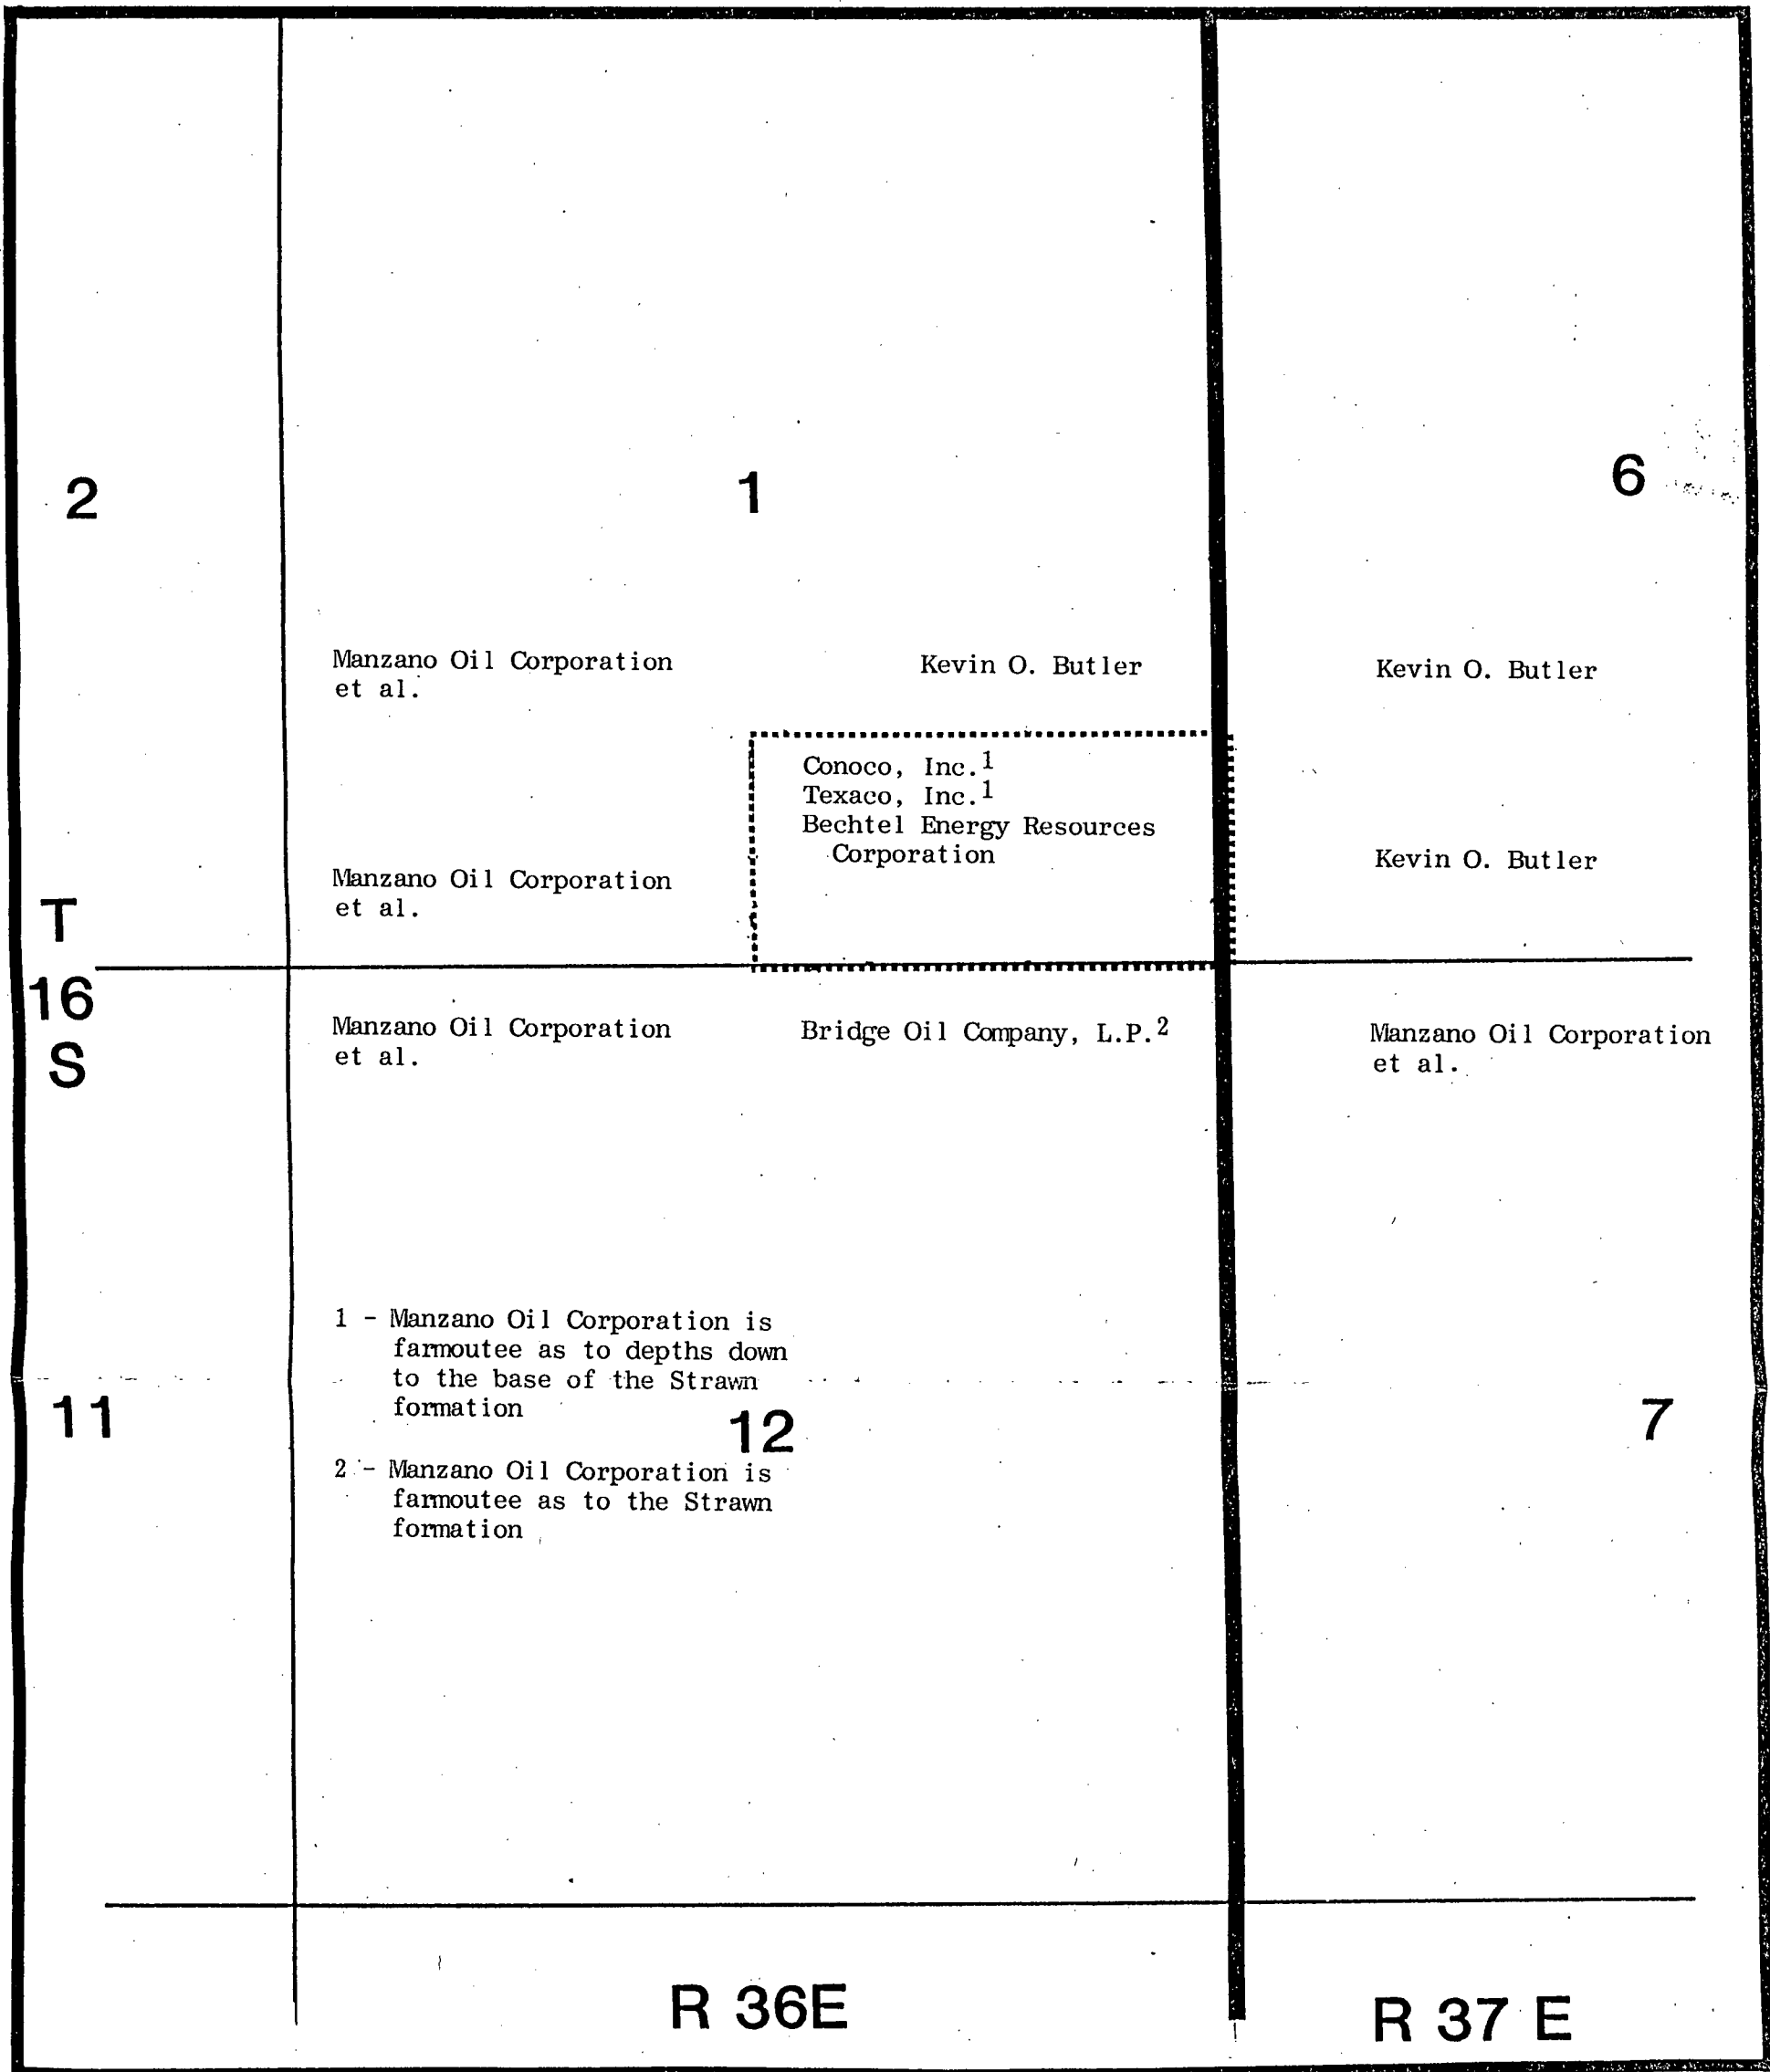 2
1
6
Manzano Oil Corporation
et al.
Kevin O. Butler
Kevin O. Butler
Conoco, Inc.1
Texaco, Inc.1
Bechtel Energy Resources
Corporation
Manzano Oil Corporation
et al.
Kevin O. Butler
T
16
S
Manzano Oil Corporation
et al.
Bridge Oil Company, L.P.2
Manzano Oil Corporation
et al.
1 - Manzano Oil Corporation is
farmoutee as to depths down
to the base of the Strawn
formation
11
12
7
2 - Manzano Oil Corporation is
farmoutee as to the Strawn
formation
R 36E
R 37 E